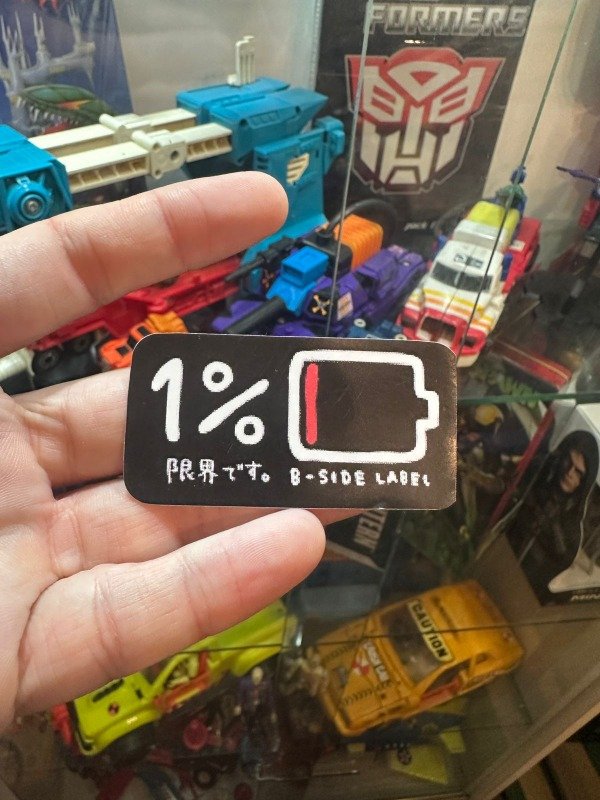 FORMERS
1%
限界です。 B-SIDE LABEL
CAUTION